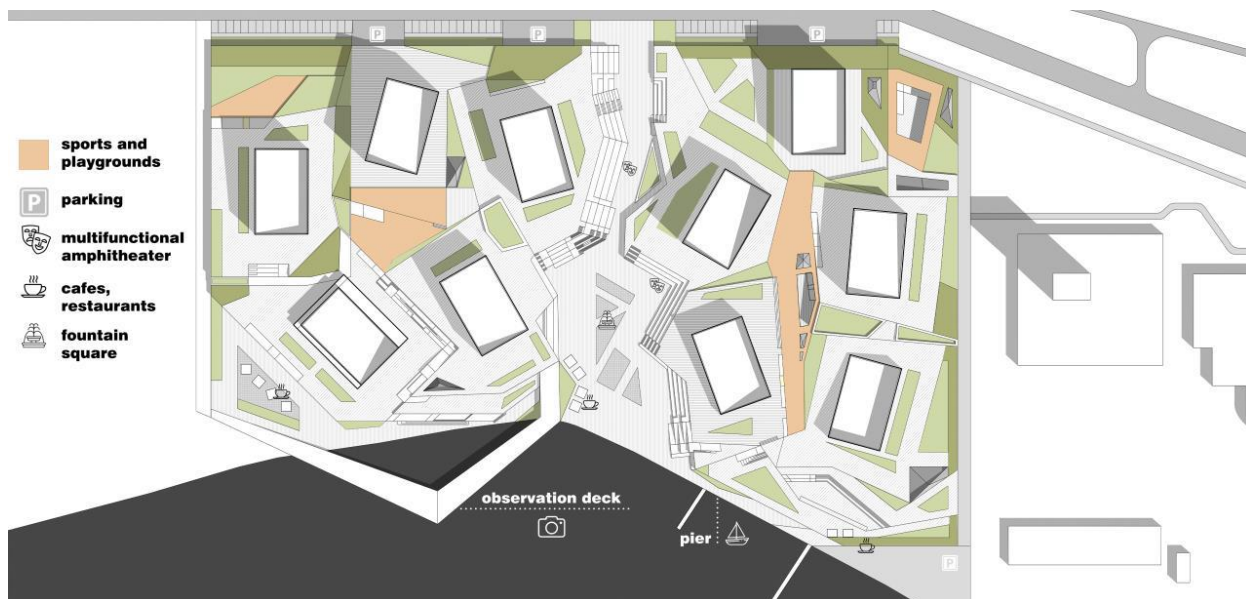 P
P
P
sports and
playgrounds
P
parking
multifunctional
amphitheater
cafes,
restaurants
fountain
square
observation deck
pier
P